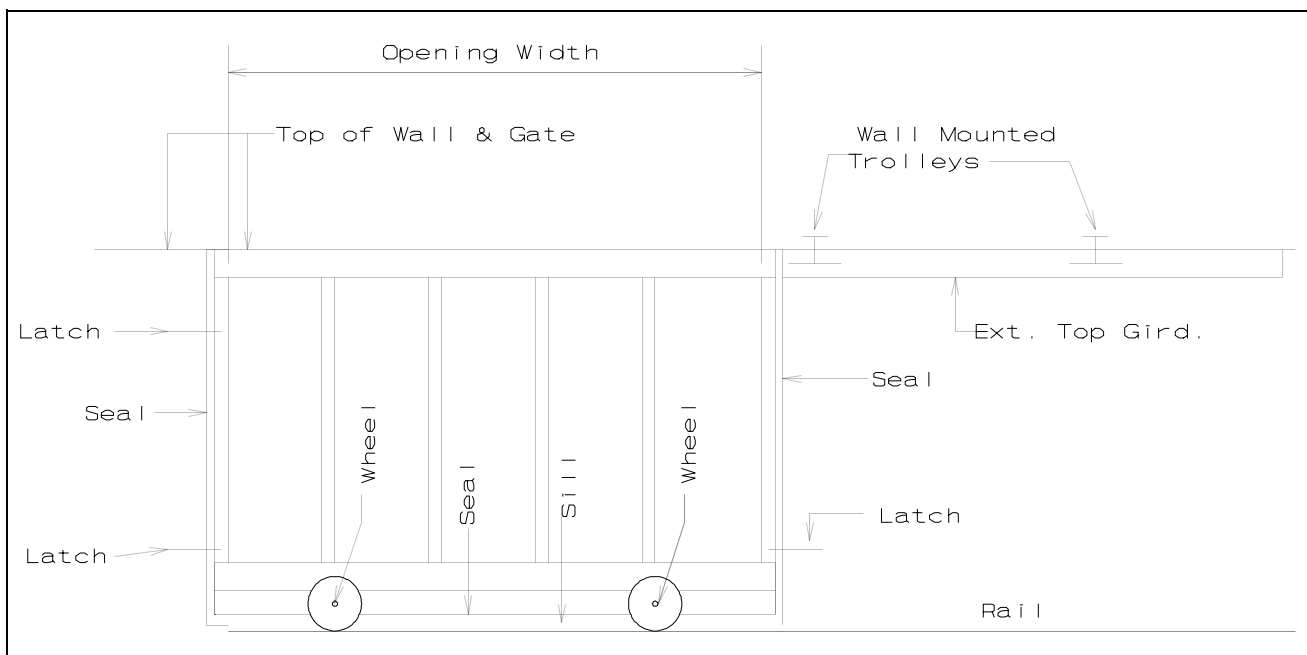 Opening Width
Top of Wall & Gate
Wall Mounted
Trolleys
Latch
Ext. Top Gird.
Seal
Seal
Wheel
Wheel
Seal
Sill
Latch
Latch
Rail